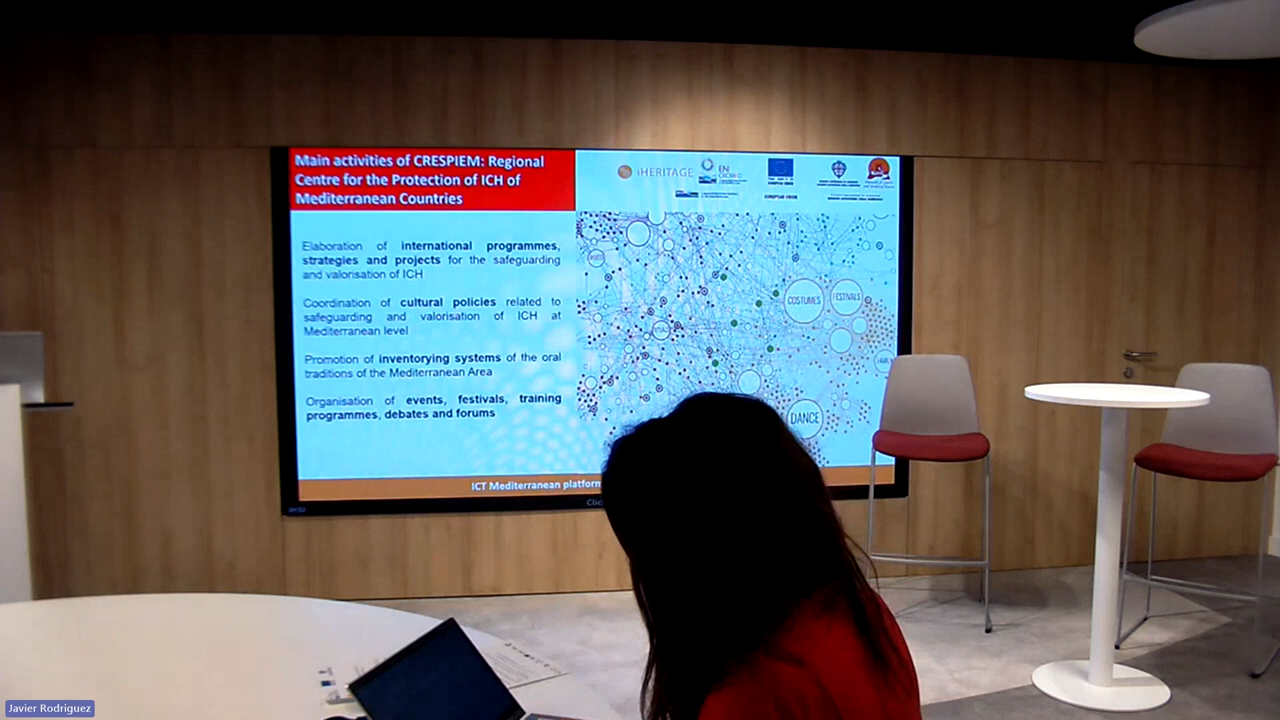 Main activities of CRESPIEM: Regional
Centre for the Protection of ICH of
Mediterranean Countries
iHERITAGE
EN
EUROPEAN UNION
Elaboration of international programmes,
strategies and projects for the safeguarding
and valorisation of ICH
Coordination of cultural policies related to
safeguarding and valorisation of ICH at
Mediterranean level
Promotion of inventorying systems of the oral
traditions of the Mediterranean Area
Organisation of events, festivals, training
programmes, debates and forums
COSTUMES
FESTIVALS
DANCE
ICT Mediterranean platform
Javier Rodriguez